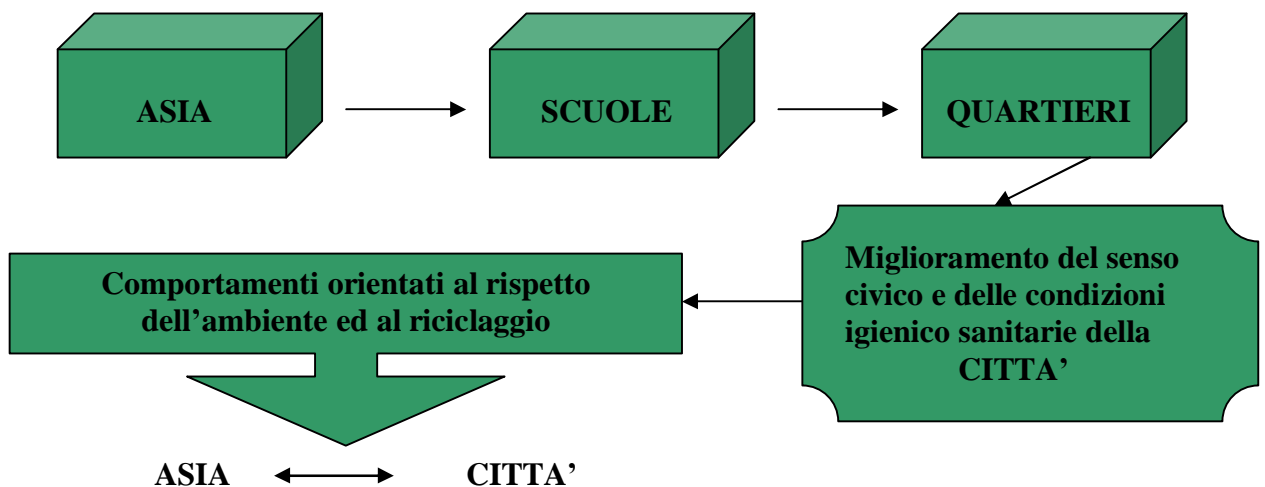 ASIA
SCUOLE
QUARTIERI
Miglioramento del senso
civico e delle condizioni
igienico sanitarie della
CITTA’
Comportamenti orientati al rispetto
dell’ambiente ed al riciclaggio
ASIA
CITTA’